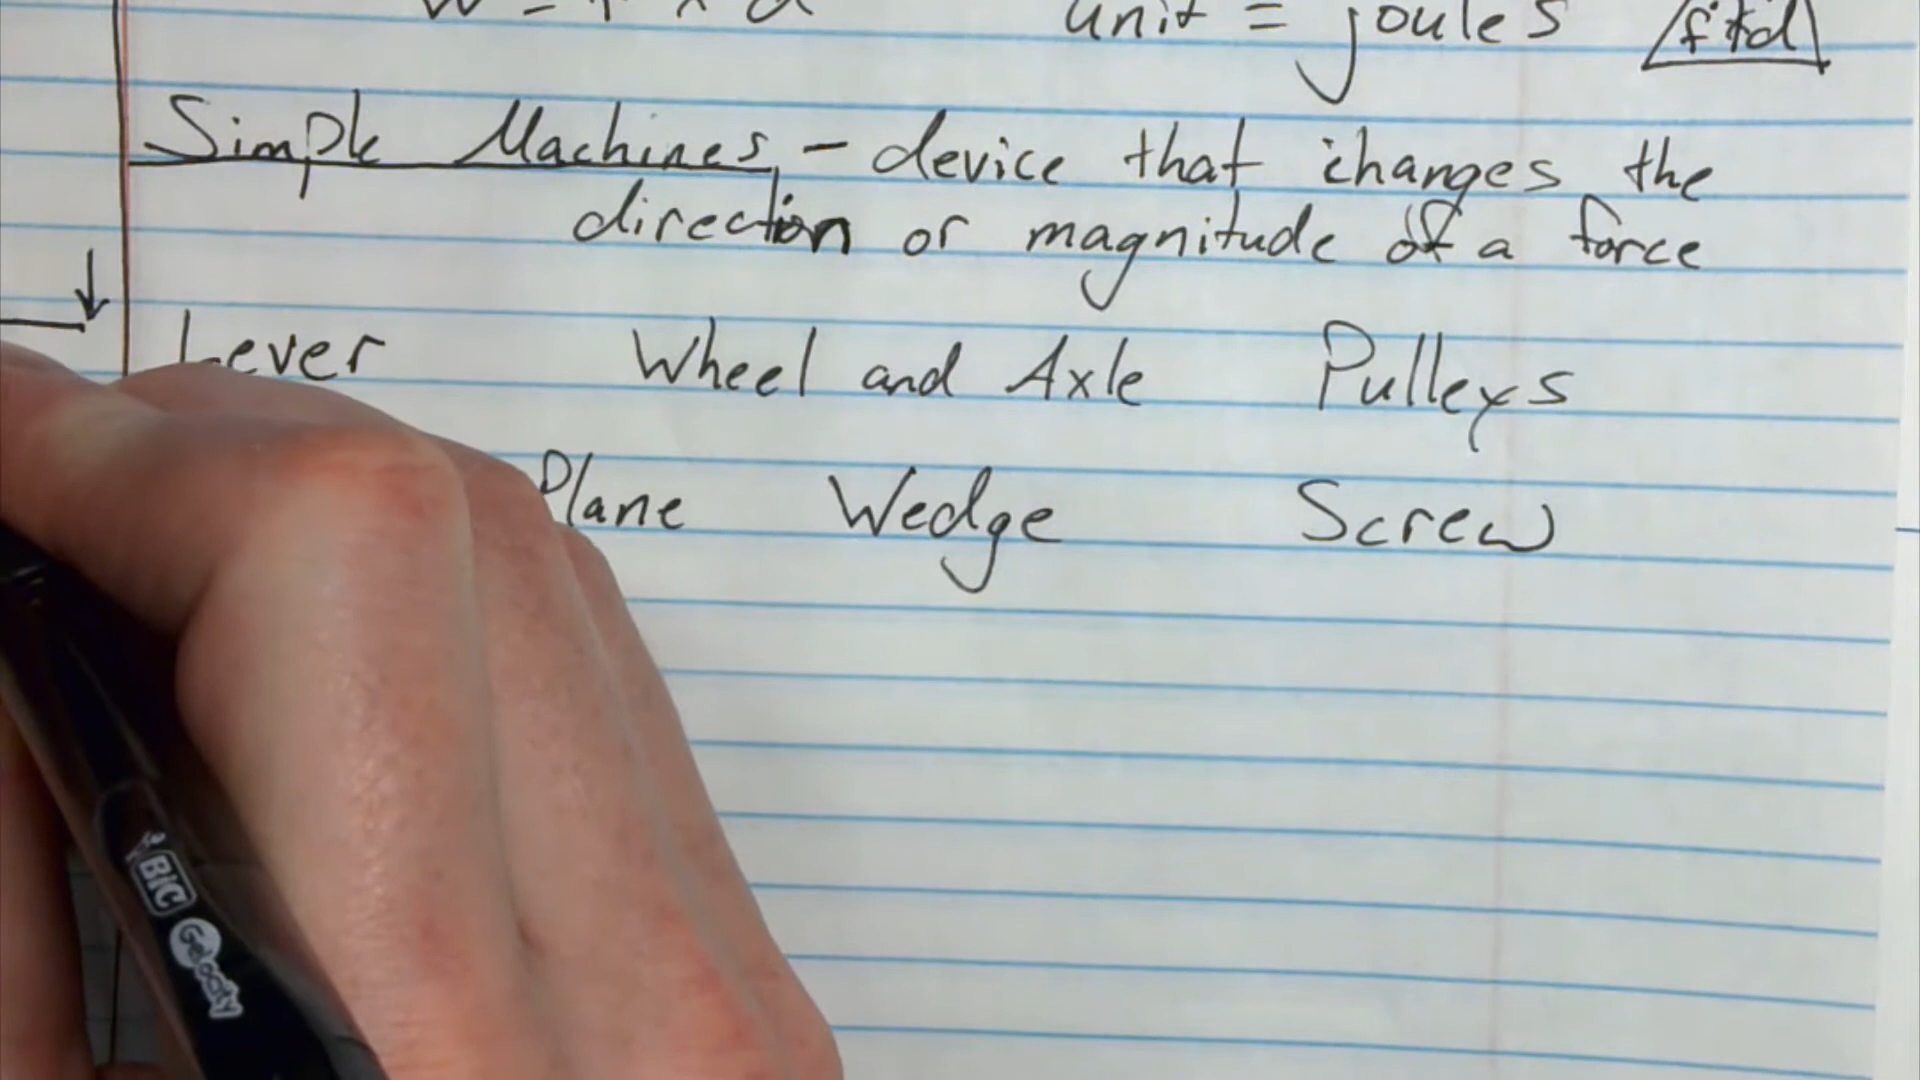 W = F x d unit = joules
Simple Machines - device that changes the
direction or magnitude of a force
Lever Wheel and Axle Pulleys
Plane Wedge Screw
BIC
Gelocity